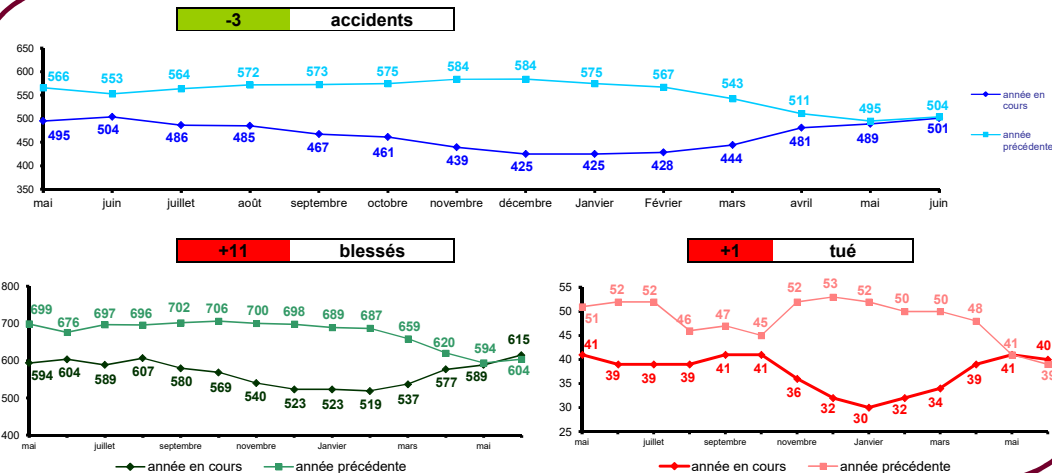 -3 accidents
650
600
550
500
450
400
350
566 553 564 572 573 575 584 584 575 567 543 511 495 504
495 504 486 485 467 461 439 425 425 428 444 481 489 501
mai juin juillet août septembre octobre novembre décembre Janvier Février mars avril mai juin
année en
cours
année
précédente
+11 blessés
800
700
600
500
400
699 676 697 696 702 706 700 698 689 687 659 620 594 604
594 604 589 607 580 569 540 523 523 519 537 577 589 615
mai juillet septembre novembre Janvier mars mai
année en cours année précédente
+1 tué
55
50
45
40
35
30
25
51 52 52 46 47 45 52 53 52 50 50 48 41 39
41 39 39 39 41 41 36 32 30 32 34 39 41 40
mai juillet septembre novembre Janvier mars mai
année en cours année précédente